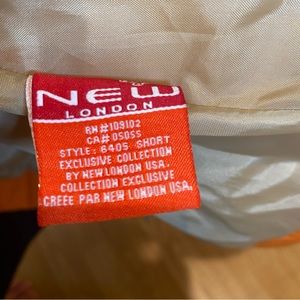 NEW
LONDON
RN#109102
CA#05055
STYLE: 6405 SHORT
EXCLUSIVE COLLECTION
BY NEW LONDON USA.
EXCLUSIVE COLLECTION
CREEE PAR NEW LONDON USA.